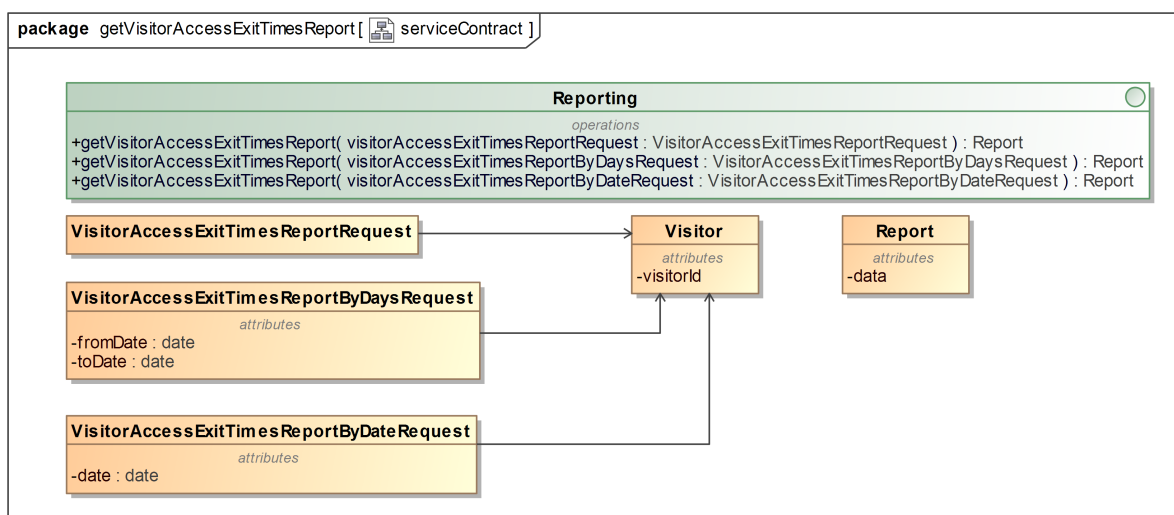 package getVisitorAccessExitTimesReport [ serviceContract ]
Reporting
operations
+getVisitorAccessExitTimesReport( visitorAccessExitTimesReportRequest : VisitorAccessExitTimesReportRequest ) : Report
+getVisitorAccessExitTimesReport( visitorAccessExitTimesReportByDaysRequest : VisitorAccessExitTimesReportByDaysRequest ) : Report
+getVisitorAccessExitTimesReport( visitorAccessExitTimesReportByDateRequest : VisitorAccessExitTimesReportByDateRequest ) : Report
VisitorAccessExitTimesReportRequest
Visitor
attributes
-visitorId
Report
attributes
-data
VisitorAccessExitTimesReportByDaysRequest
attributes
-fromDate : date
-toDate : date
VisitorAccessExitTimesReportByDateRequest
attributes
-date : date